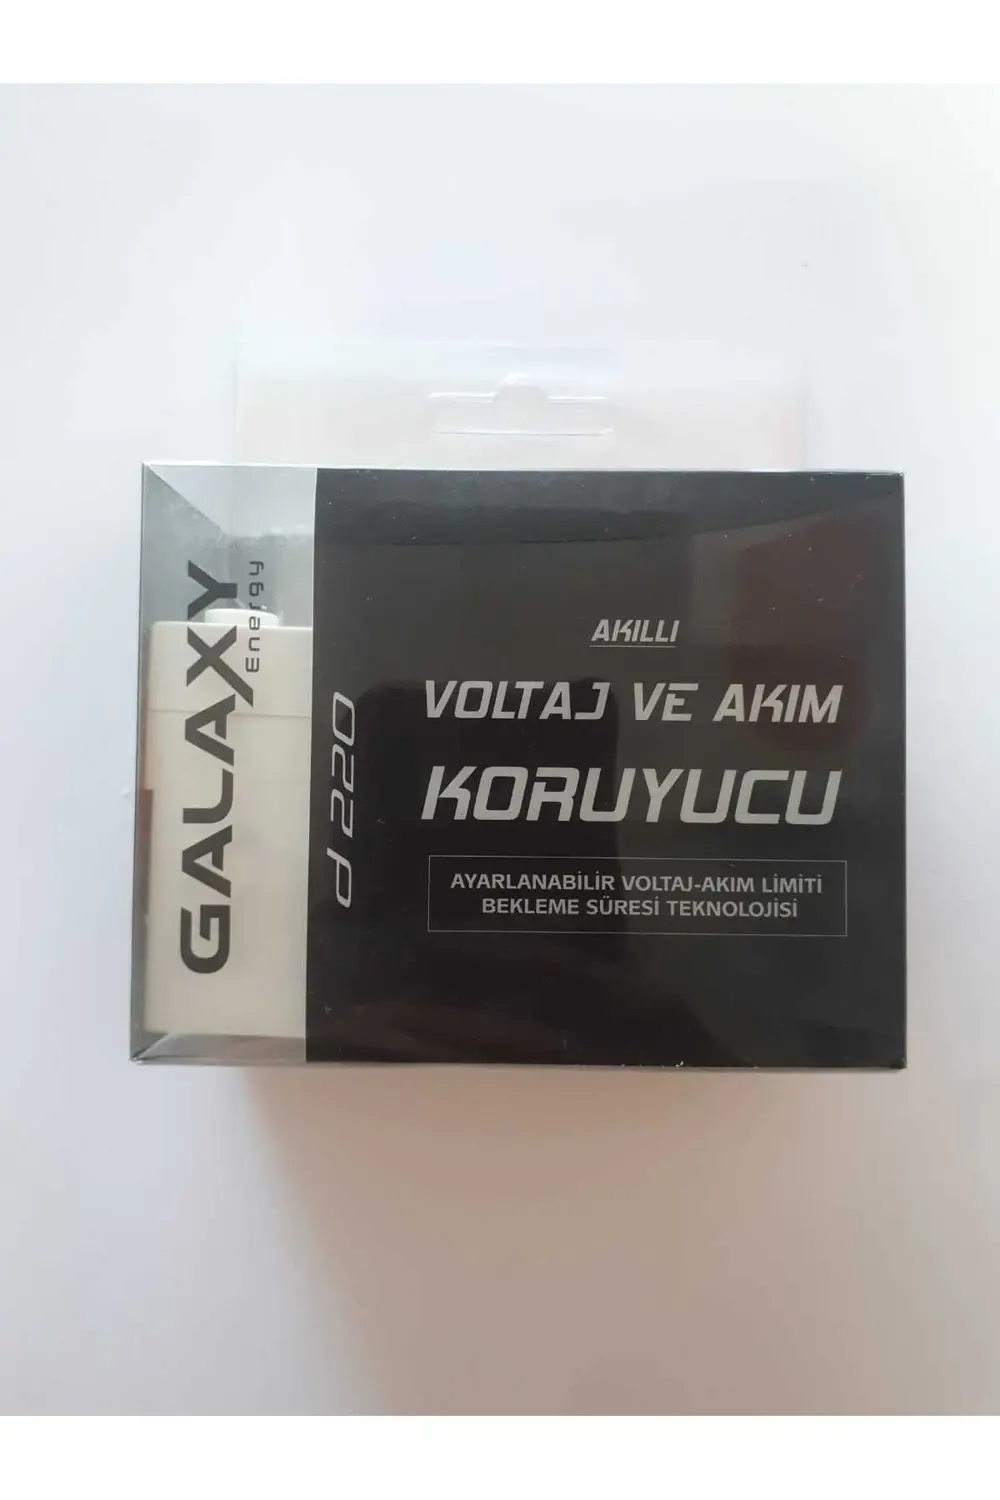 GALAXY
Energy
d 220
AKILLI
VOLTAJ VE AKIM
KORUYUCU
AYARLANABİLİR VOLTAJ-AKIM LİMİTİ
BEKLEME SÜRESİ TEKNOLOJİSİ